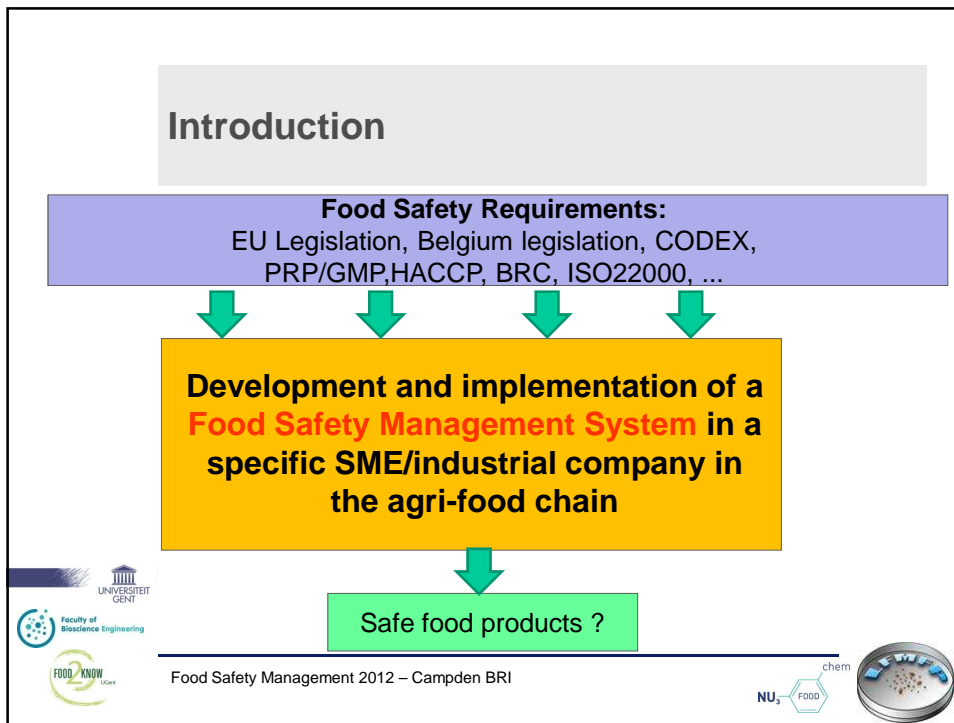 Introduction
Food Safety Requirements:
EU Legislation, Belgium legislation, CODEX,
PRP/GMP,HACCP, BRC, ISO22000, ...
Development and implementation of a
Food Safety Management System in a
specific SME/industrial company in
the agri-food chain
Safe food products ?
UNIVERSITEIT
GENT
Faculty of
Bioscience Engineering
FOOD2KNOW
UGent
Food Safety Management 2012 – Campden BRI
chem
NU3 FOOD
LFMFP